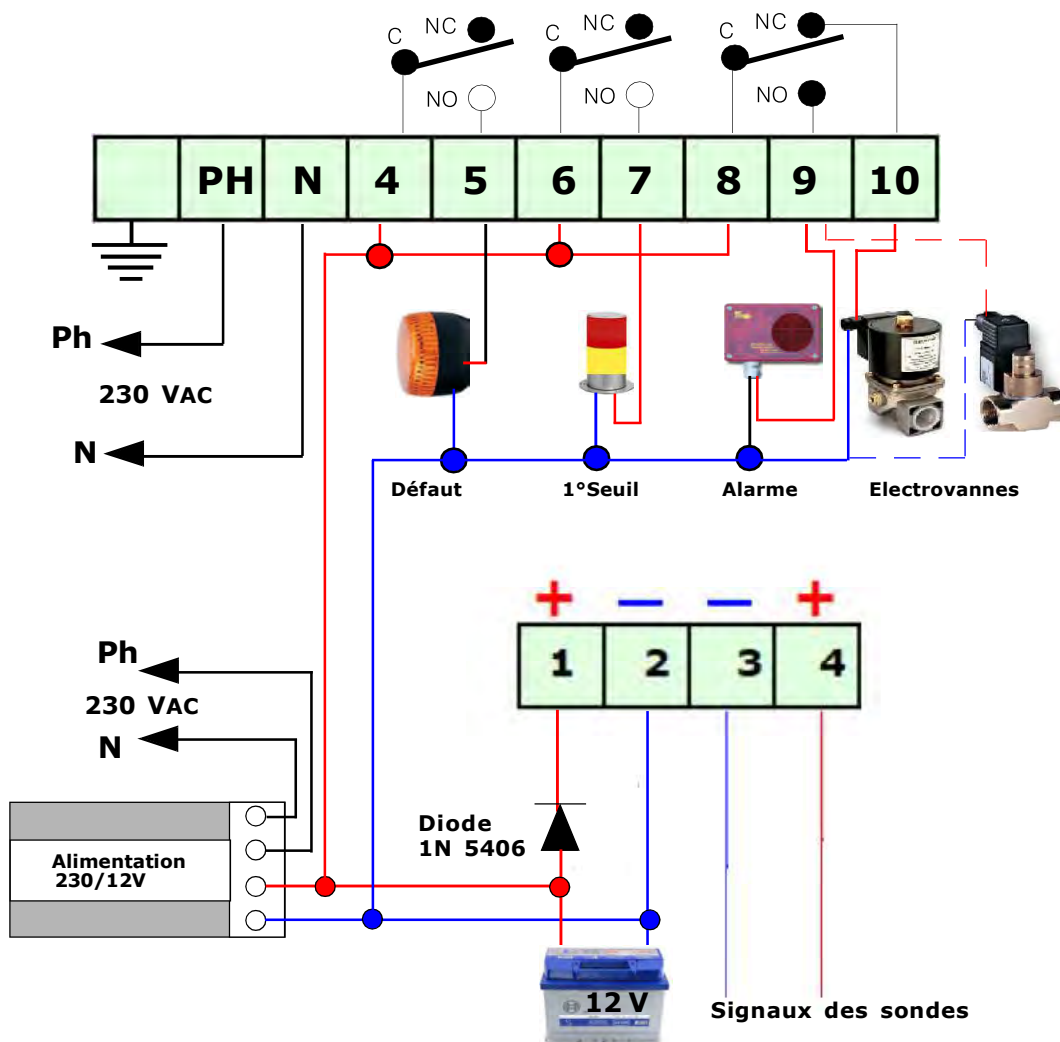 C NC C NC C NC
NO NO NO
PH N 4 5 6 7 8 9 10
Ph
230 VAC
N
Défaut 1°Seuil Alarme Electrovannes
+ — — +
1 2 3 4
Ph
230 VAC
N
Diode
1N 5406
Alimentation
230/12V
12 V
Signaux des sondes